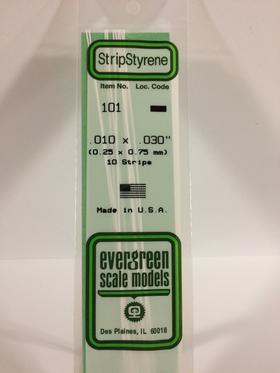 StripStyrene
Item No. Loc. Code
101
.010 x .030"
(0.25 x 0.75 mm)
10 Strips
Made in U.S.A.
evergreen
scale models
Des Plaines, IL 60018